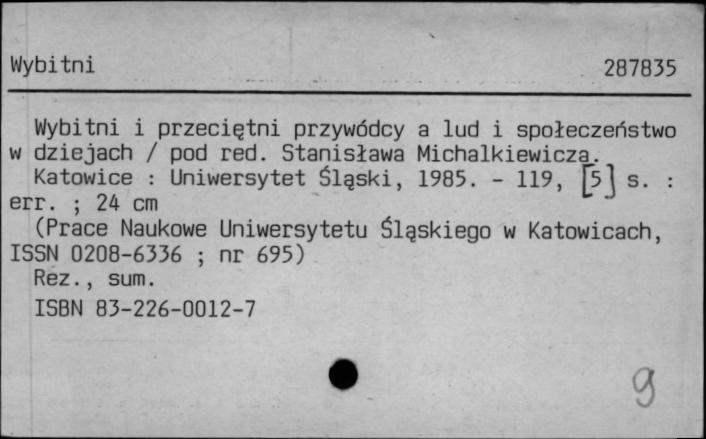 Wybitni 287835
Wybitni i przeciętni przywódcy a lud i społeczeństwo
w dziejach / pod red. Stanisława Michalkiewicza.
Katowice : Uniwersytet Śląski, 1985. - 119, [5] s. :
err. ; 24 cm
(Prace Naukowe Uniwersytetu Śląskiego w Katowicach,
ISSN 0208-6336 ; nr 695)
Rez., sum.
ISBN 83-226-0012-7
9